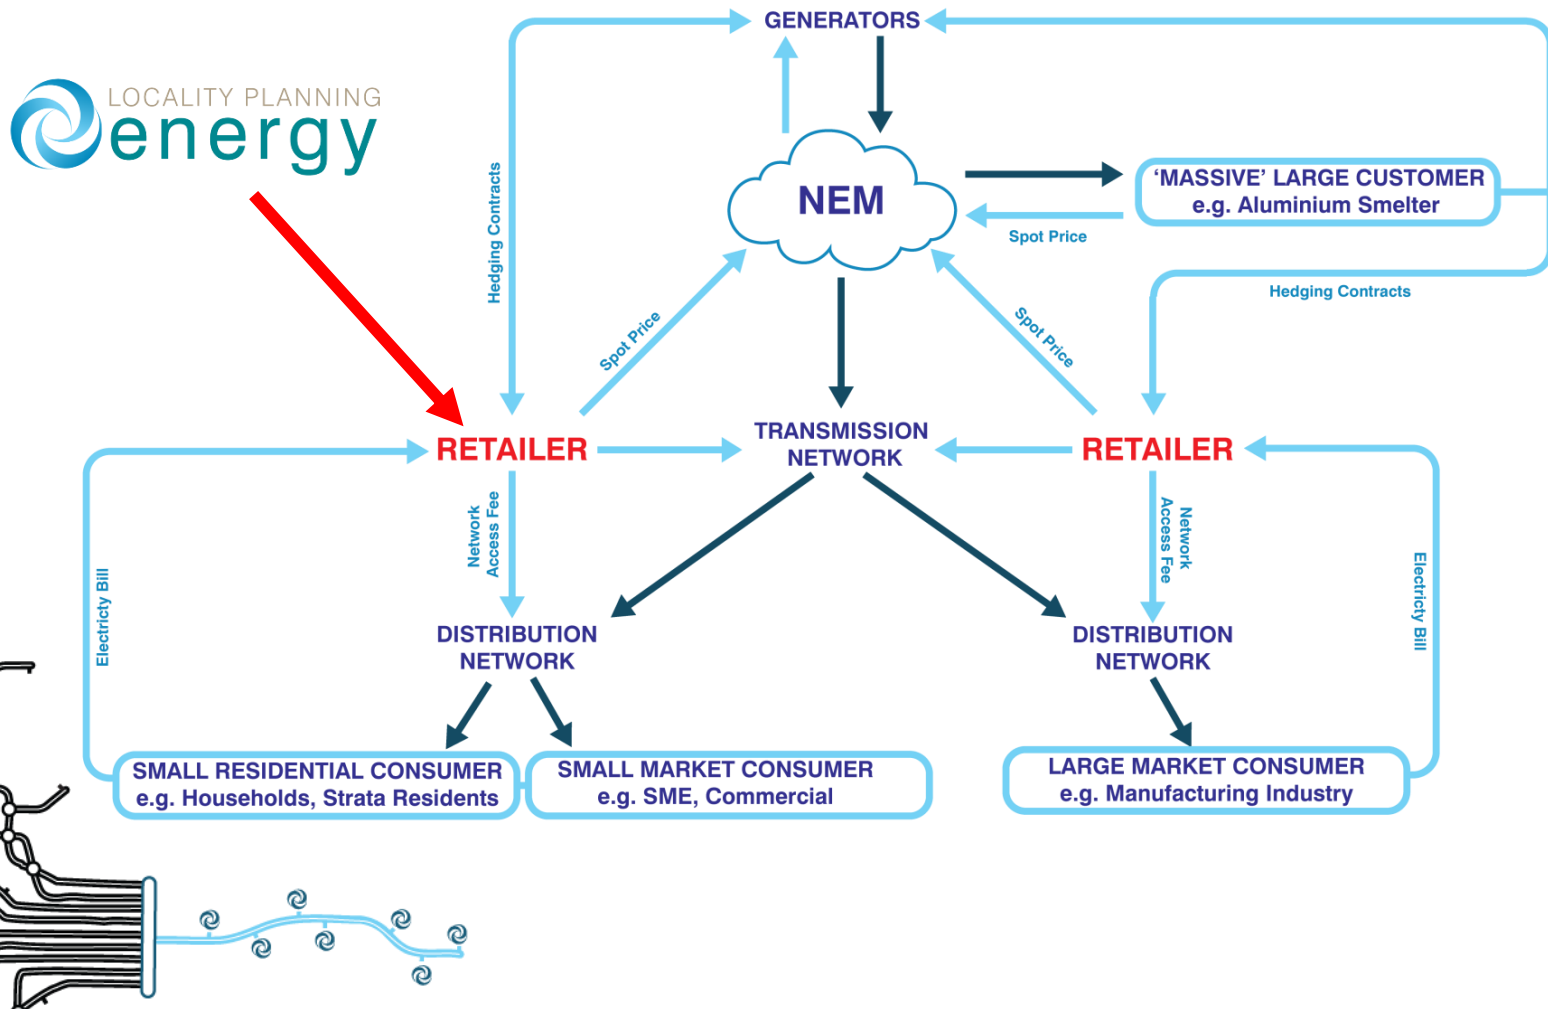 GENERATORS
LOCALITY PLANNING
energy
Hedging Contracts
NEM
‘MASSIVE’ LARGE CUSTOMER
e.g. Aluminium Smelter
Spot Price
Hedging Contracts
Spot Price
Spot Price
RETAILER
TRANSMISSION
NETWORK
RETAILER
Network
Access Fee
Network
Access Fee
Electricty Bill
Electricty Bill
DISTRIBUTION
NETWORK
DISTRIBUTION
NETWORK
SMALL RESIDENTIAL CONSUMER
e.g. Households, Strata Residents
SMALL MARKET CONSUMER
e.g. SME, Commercial
LARGE MARKET CONSUMER
e.g. Manufacturing Industry